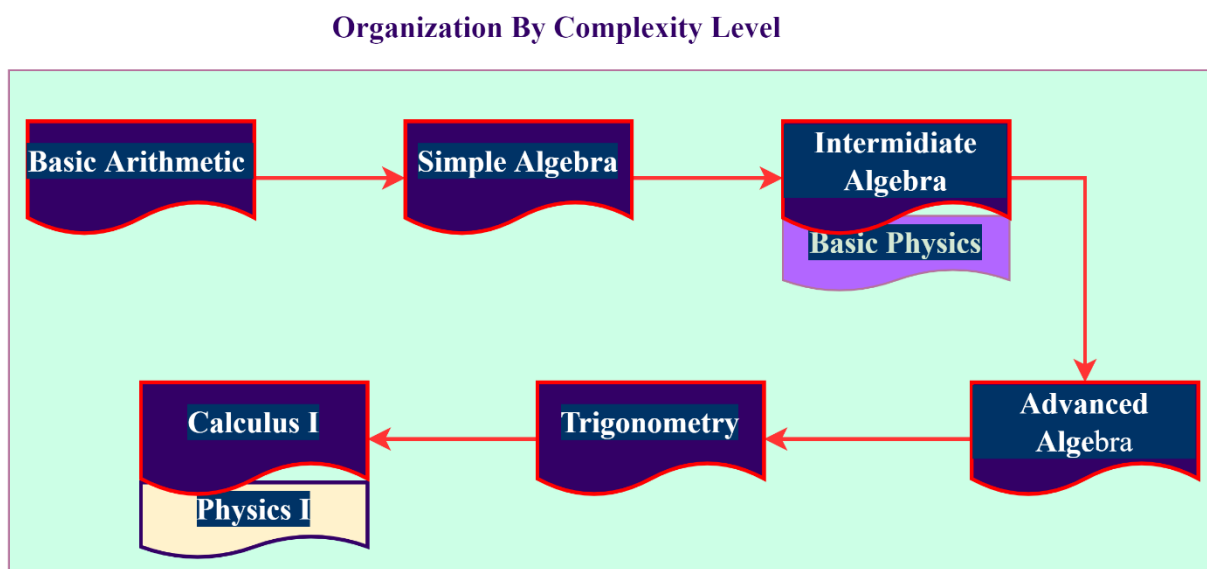 Organization By Complexity Level
Basic Arithmetic
Simple Algebra
Intermidiate
Algebra
Basic Physics
Advanced
Algebra
Trigonometry
Calculus I
Physics I